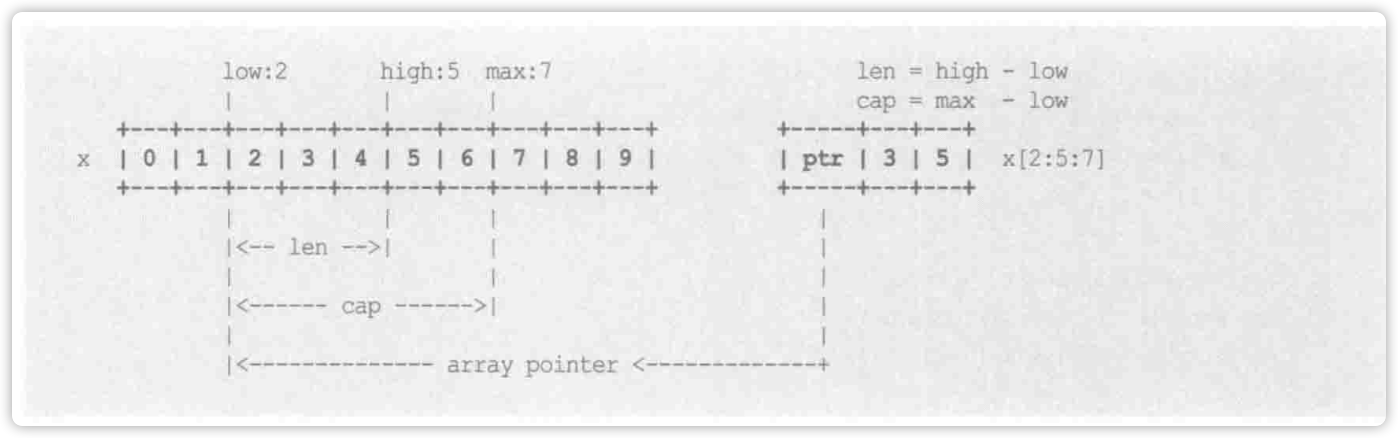 low:2 high:5 max:7 len = high - low
| | | cap = max - low
+---+---+---+---+---+---+---+---+---+---+ +-----+---+---+
x | 0 | 1 | 2 | 3 | 4 | 5 | 6 | 7 | 8 | 9 | | ptr | 3 | 5 | x[2:5:7]
+---+---+---+---+---+---+---+---+---+---+ +-----+---+---+
| | | |
|<-- len -->| | |
| | |
|<------ cap ------>| |
| |
|<-------------- array pointer <-------------+